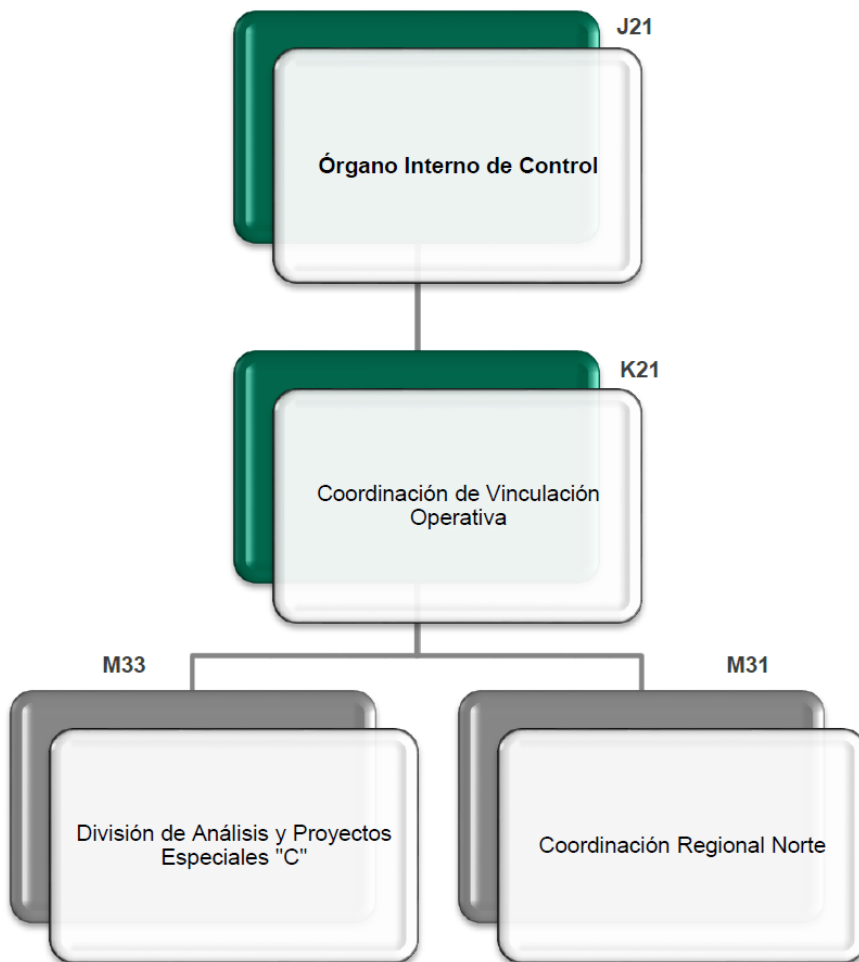 J21
Órgano Interno de Control
K21
Coordinación de Vinculación
Operativa
M33
M31
División de Análisis y Proyectos
Especiales "C"
Coordinación Regional Norte